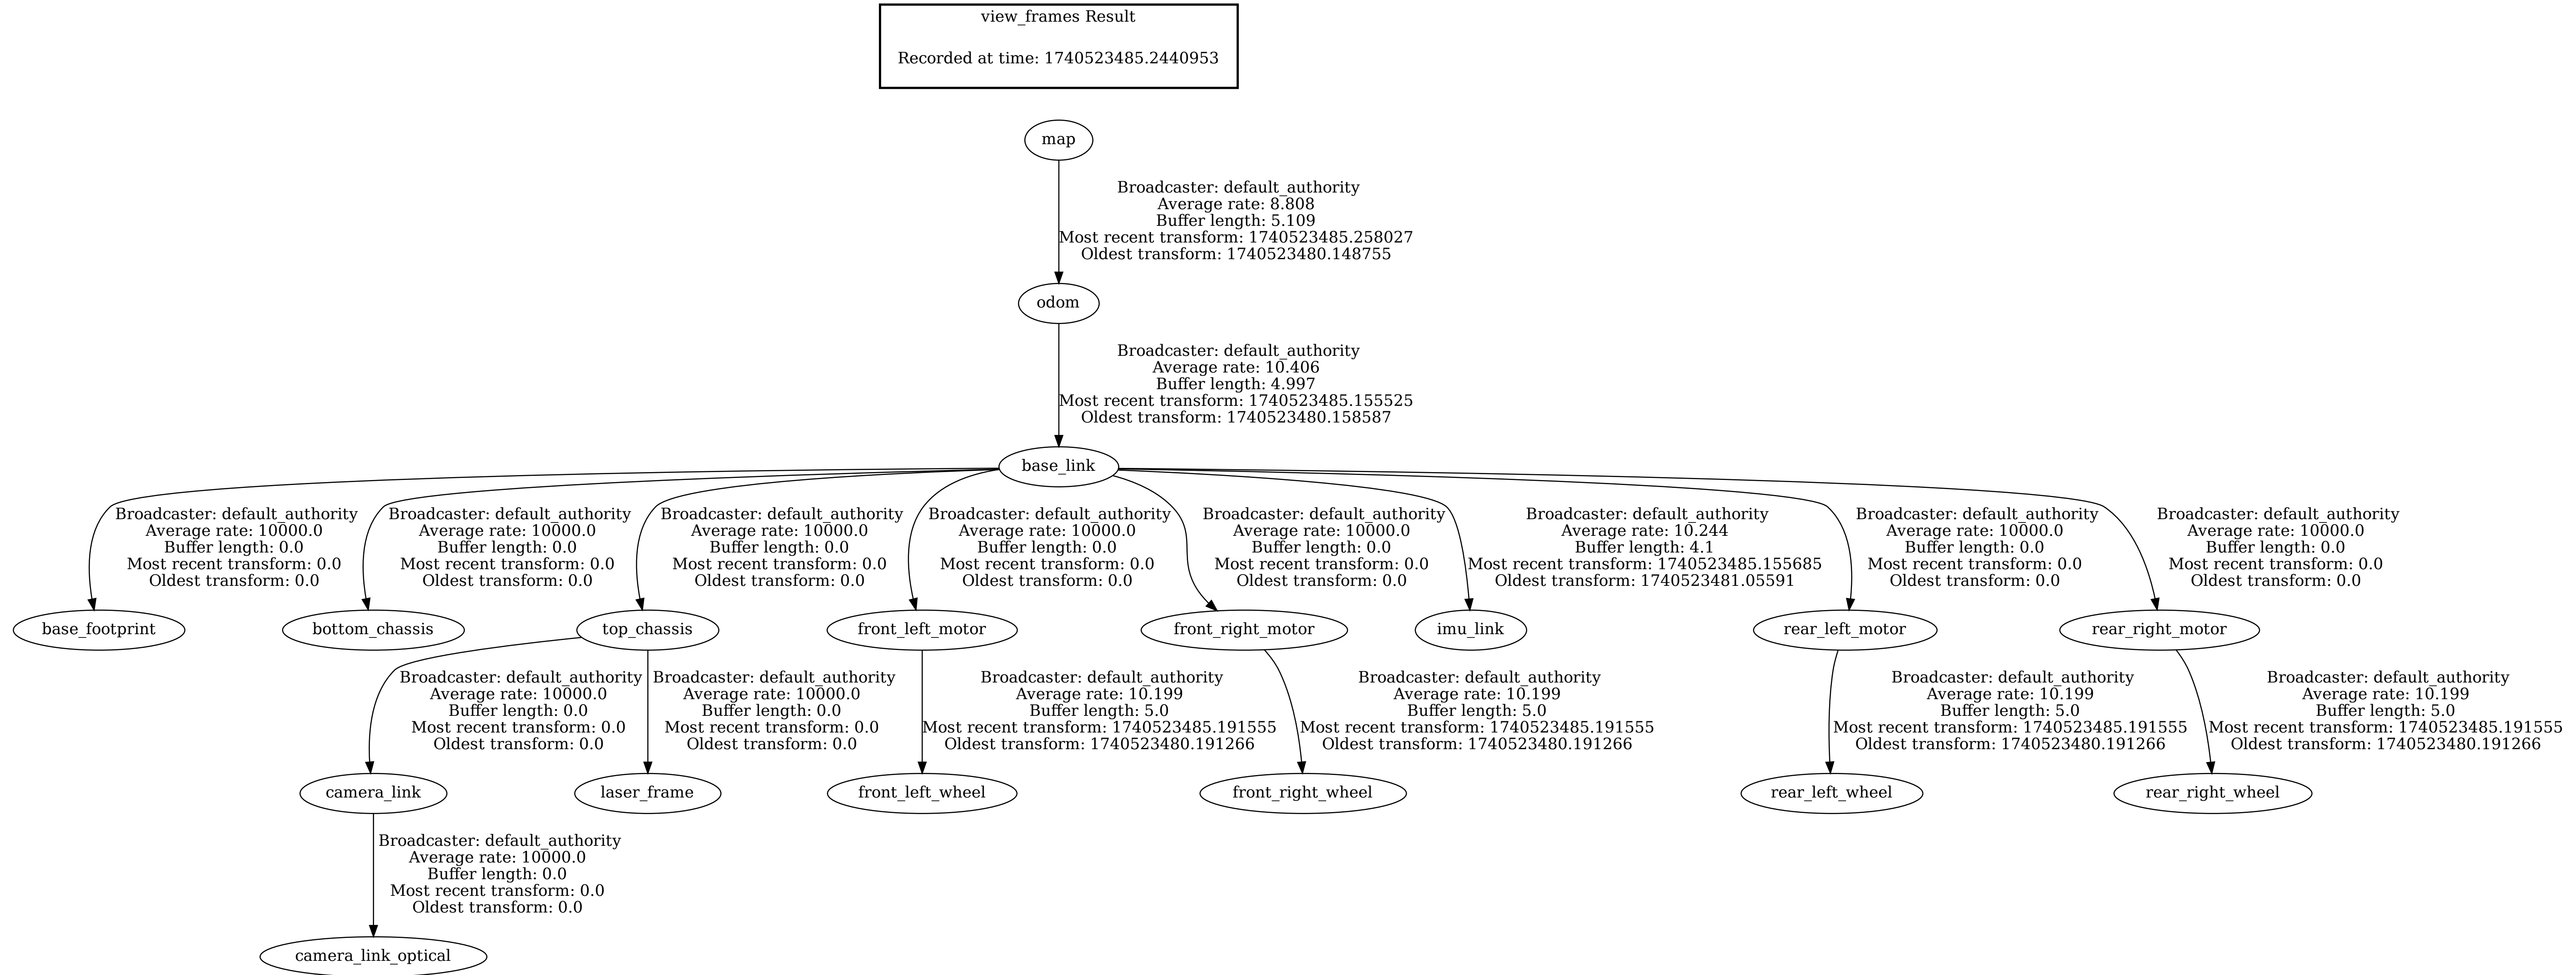 view_frames Result
Recorded at time: 1740523485.2440953
map
Broadcaster: default_authority
Average rate: 8.808
Buffer length: 5.109
Most recent transform: 1740523485.258027
Oldest transform: 1740523480.148755
odom
Broadcaster: default_authority
Average rate: 10.406
Buffer length: 4.997
Most recent transform: 1740523485.155525
Oldest transform: 1740523480.158587
base_link
Broadcaster: default_authority
Average rate: 10000.0
Buffer length: 0.0
Most recent transform: 0.0
Oldest transform: 0.0
Broadcaster: default_authority
Average rate: 10000.0
Buffer length: 0.0
Most recent transform: 0.0
Oldest transform: 0.0
Broadcaster: default_authority
Average rate: 10000.0
Buffer length: 0.0
Most recent transform: 0.0
Oldest transform: 0.0
Broadcaster: default_authority
Average rate: 10000.0
Buffer length: 0.0
Most recent transform: 0.0
Oldest transform: 0.0
Broadcaster: default_authority
Average rate: 10000.0
Buffer length: 0.0
Most recent transform: 0.0
Oldest transform: 0.0
Broadcaster: default_authority
Average rate: 10.244
Buffer length: 4.1
Most recent transform: 1740523485.155685
Oldest transform: 1740523481.05591
Broadcaster: default_authority
Average rate: 10000.0
Buffer length: 0.0
Most recent transform: 0.0
Oldest transform: 0.0
Broadcaster: default_authority
Average rate: 10000.0
Buffer length: 0.0
Most recent transform: 0.0
Oldest transform: 0.0
base_footprint
bottom_chassis
top_chassis
front_left_motor
front_right_motor
imu_link
rear_left_motor
rear_right_motor
Broadcaster: default_authority
Average rate: 10000.0
Buffer length: 0.0
Most recent transform: 0.0
Oldest transform: 0.0
Broadcaster: default_authority
Average rate: 10000.0
Buffer length: 0.0
Most recent transform: 0.0
Oldest transform: 0.0
Broadcaster: default_authority
Average rate: 10.199
Buffer length: 5.0
Most recent transform: 1740523485.191555
Oldest transform: 1740523480.191266
Broadcaster: default_authority
Average rate: 10.199
Buffer length: 5.0
Most recent transform: 1740523485.191555
Oldest transform: 1740523480.191266
Broadcaster: default_authority
Average rate: 10.199
Buffer length: 5.0
Most recent transform: 1740523485.191555
Oldest transform: 1740523480.191266
Broadcaster: default_authority
Average rate: 10.199
Buffer length: 5.0
Most recent transform: 1740523485.191555
Oldest transform: 1740523480.191266
camera_link
laser_frame
front_left_wheel
front_right_wheel
rear_left_wheel
rear_right_wheel
Broadcaster: default_authority
Average rate: 10000.0
Buffer length: 0.0
Most recent transform: 0.0
Oldest transform: 0.0
camera_link_optical